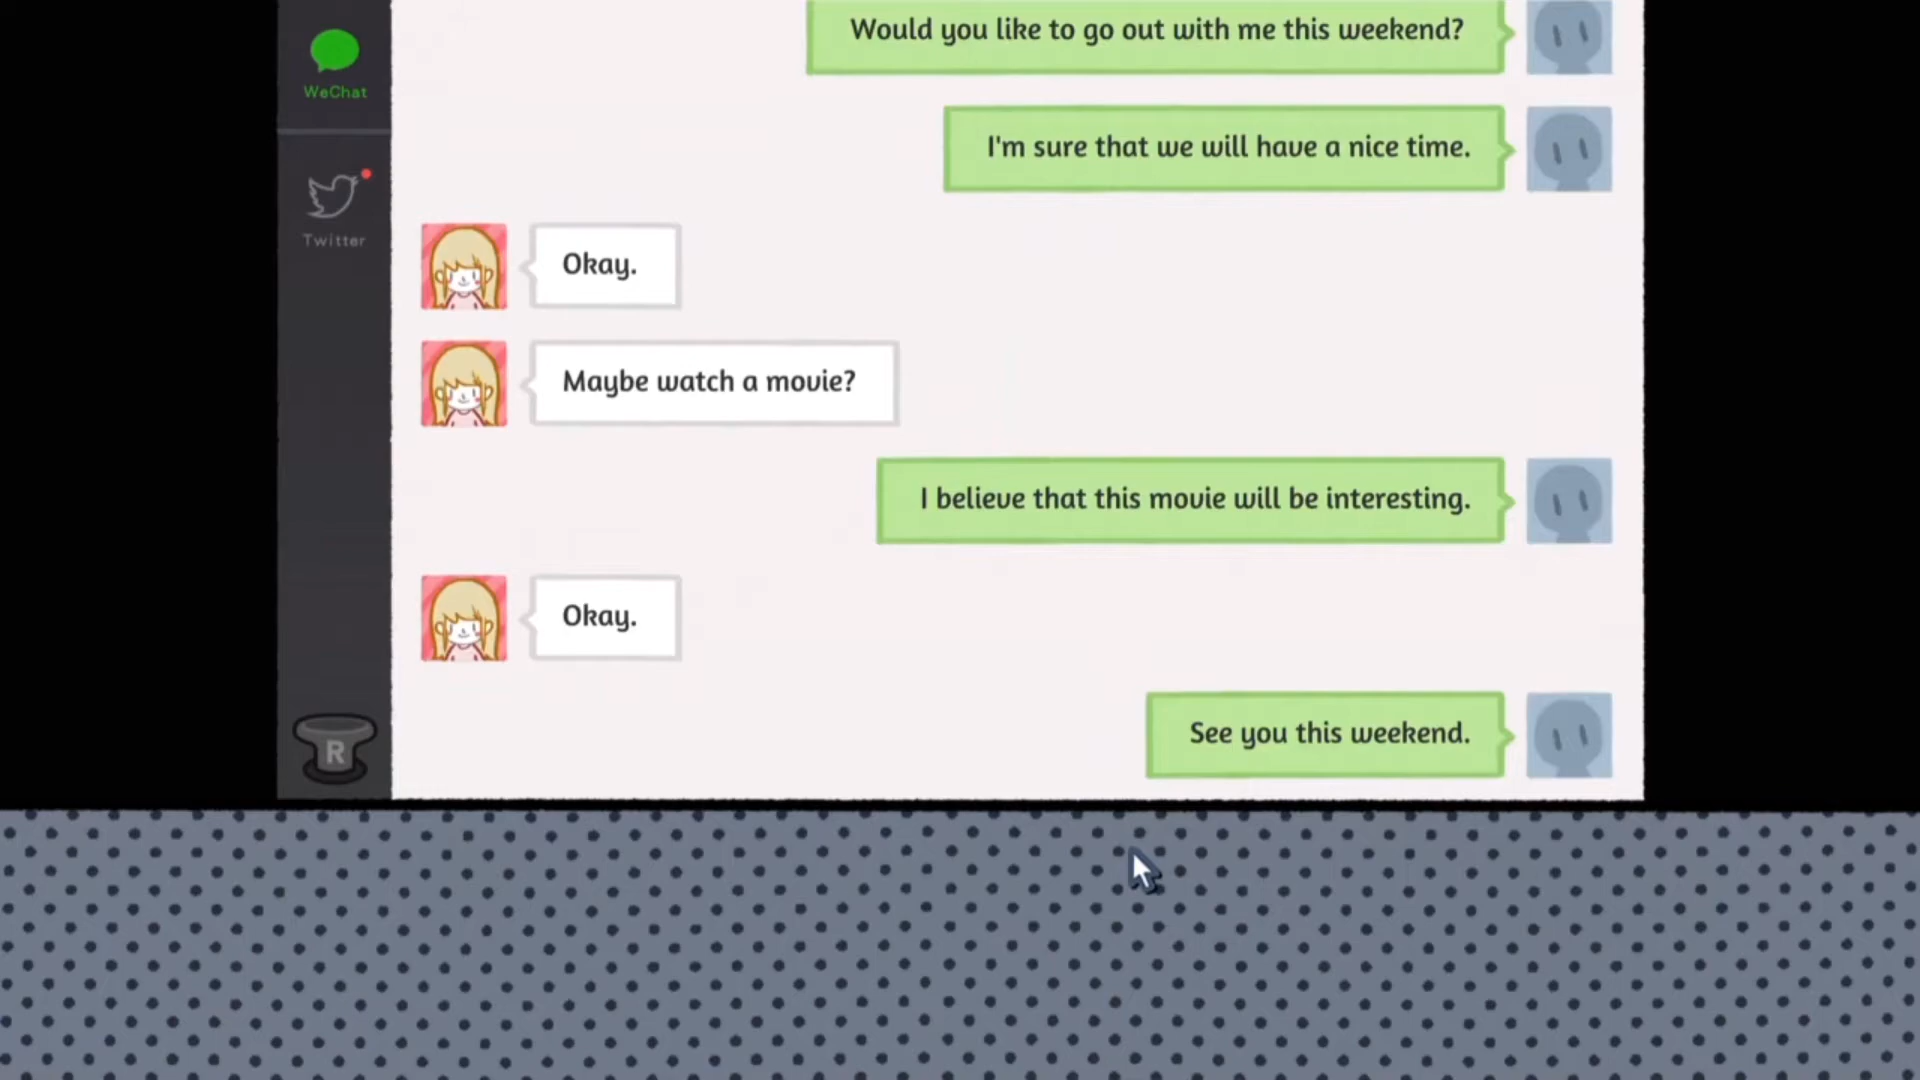 Would you like to go out with me this weekend?
WeChat
I'm sure that we will have a nice time.
Twitter
Okay.
Maybe watch a movie?
I believe that this movie will be interesting.
Okay.
See you this weekend.
R